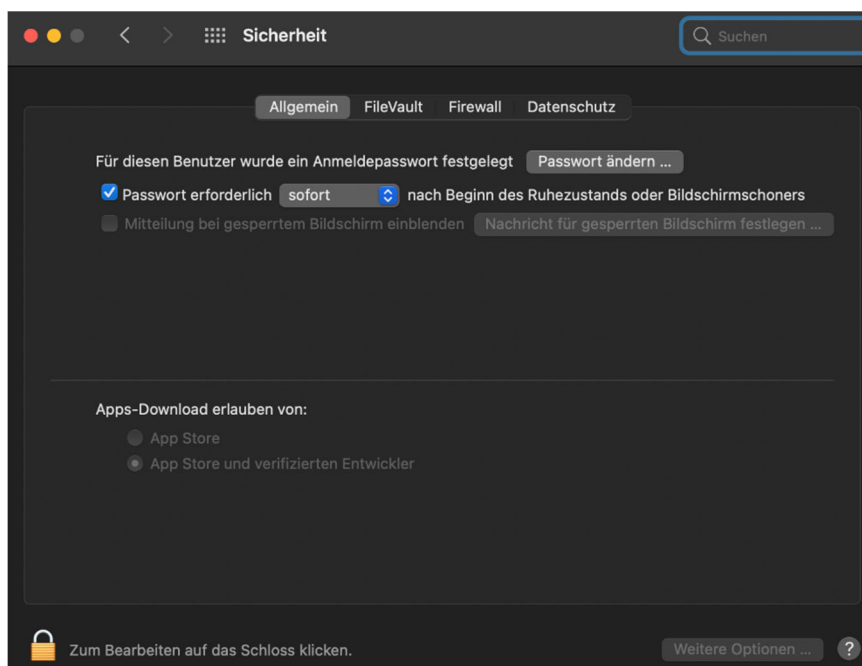 Sicherheit
Suchen
Allgemein FileVault Firewall Datenschutz
Für diesen Benutzer wurde ein Anmeldepasswort festgelegt Passwort ändern ...
Passwort erforderlich sofort nach Beginn des Ruhezustands oder Bildschirmschoners
Mitteilung bei gesperrtem Bildschirm einblenden Nachricht für gesperrten Bildschirm festlegen ...
Apps-Download erlauben von:
App Store
App Store und verifizierten Entwickler
Zum Bearbeiten auf das Schloss klicken. Weitere Optionen ... ?